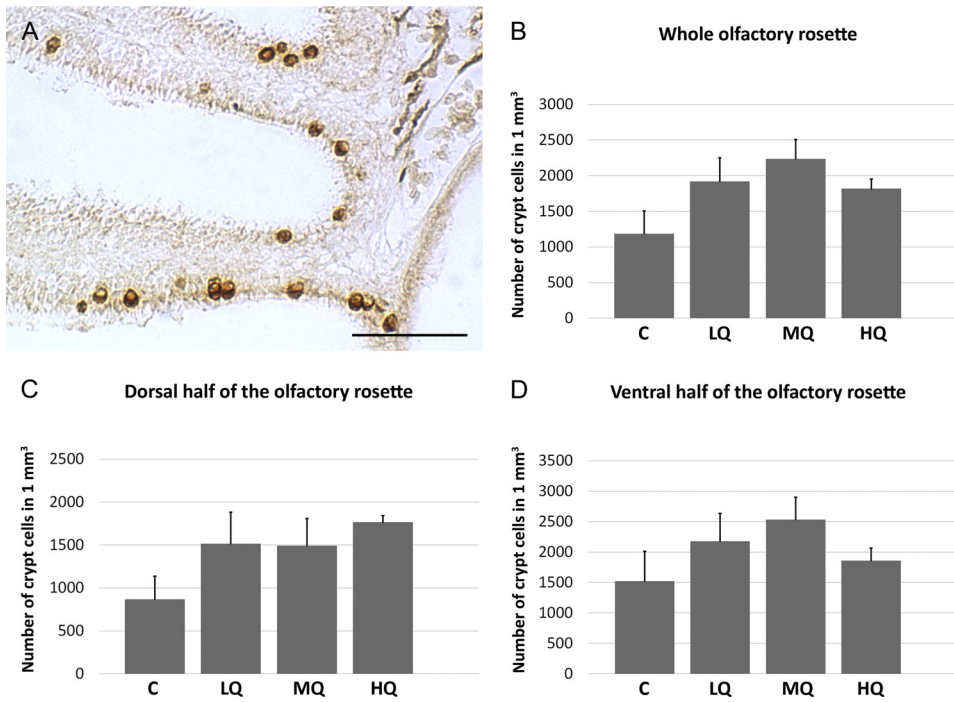 A
B
Whole olfactory rosette
Number of crypt cells in 1 mm³
3000
2500
2000
1500
1000
500
0
C LQ MQ HQ
C
Dorsal half of the olfactory rosette
Number of crypt cells in 1 mm³
2500
2000
1500
1000
500
0
C LQ MQ HQ
D
Ventral half of the olfactory rosette
Number of crypt cells in 1 mm³
3500
3000
2500
2000
1500
1000
500
0
C LQ MQ HQ